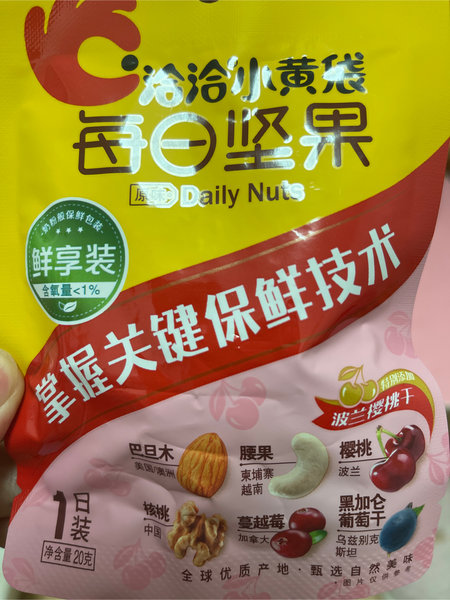 洽洽小黄袋
每日坚果
原味 Daily Nuts
奶粉般保鲜包装
鲜享装
含氧量<1%
掌握关键保鲜技术
特别添加
波兰樱桃干
巴旦木
美国/澳洲
腰果
柬埔寨
越南
樱桃
波兰
核桃
中国
蔓越莓
加拿大
黑加仑
葡萄干
乌兹别克
斯坦
1日装
净含量:20克
全球优质产地·甄选自然美味
*图片仅供参考